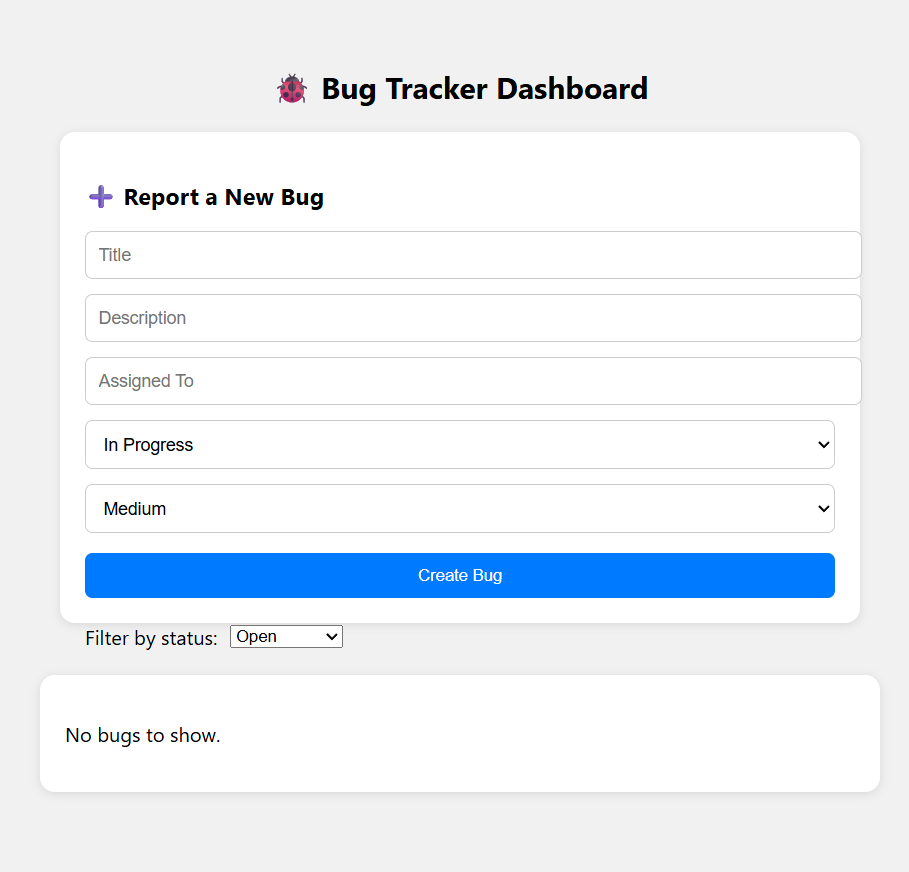 🐞 Bug Tracker Dashboard
➕ Report a New Bug
Title
Description
Assigned To
In Progress
Medium
Create Bug
Filter by status: Open
No bugs to show.